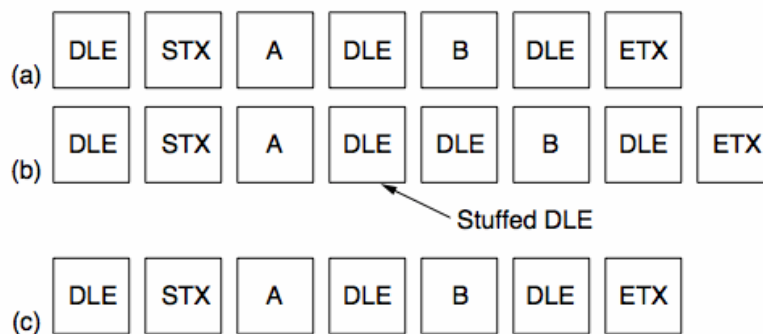 DLE STX A DLE B DLE ETX
(a)
DLE STX A DLE DLE B DLE ETX
(b)
Stuffed DLE
DLE STX A DLE B DLE ETX
(c)